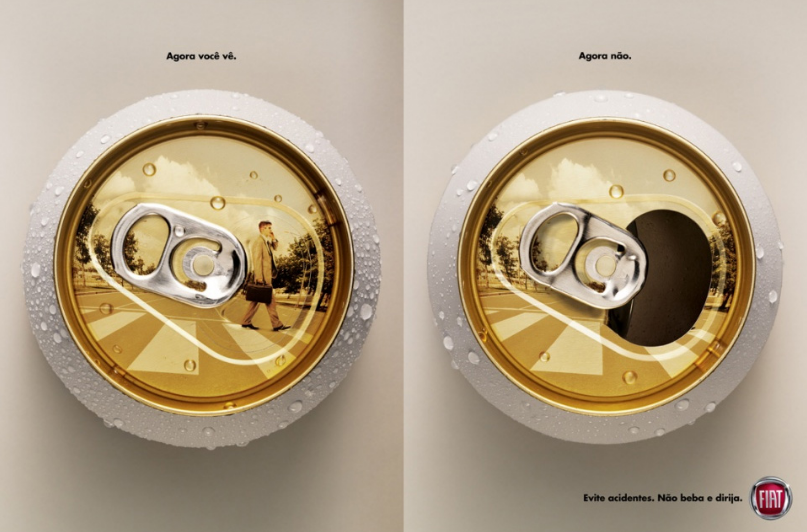 Agora você vê.
Agora não.
Evite acidentes. Não beba e dirija.
FIAT